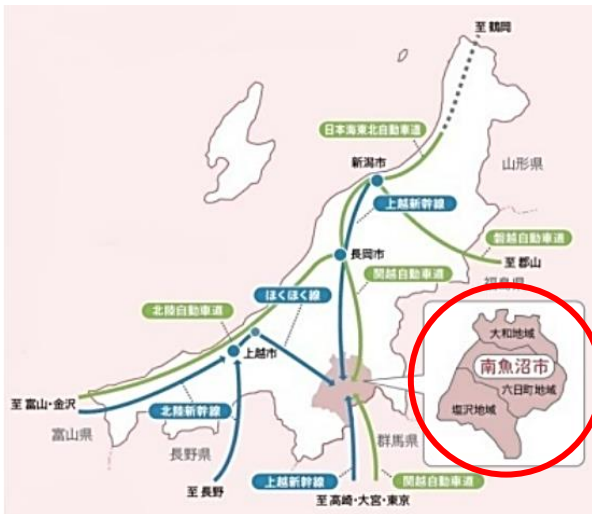 至 鶴岡
日本海東北自動車道
新潟市
山形県
上越新幹線
磐越自動車道
長岡市
至 郡山
関越自動車道
福島県
ほくほく線
北陸自動車道
大和地域
上越市
南魚沼市
六日町地域
至 富山・金沢
塩沢地域
北陸新幹線
富山県
群馬県
長野県
上越新幹線
関越自動車道
至 長野
至 高崎・大宮・東京